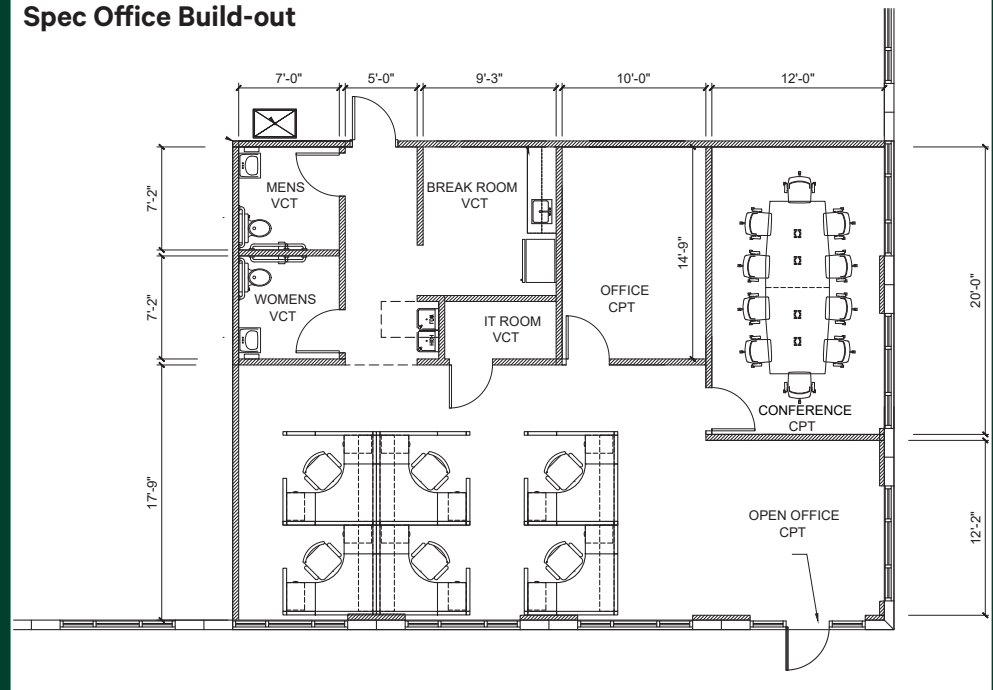 Spec Office Build-out
7'-0"
5'-0"
9'-3"
10'-0"
12'-0"
7'-2"
MENS
VCT
BREAK ROOM
VCT
14'-9"
7'-2"
WOMENS
VCT
OFFICE
CPT
20'-0"
IT ROOM
VCT
CONFERENCE
CPT
17'-9"
OPEN OFFICE
CPT
12'-2"